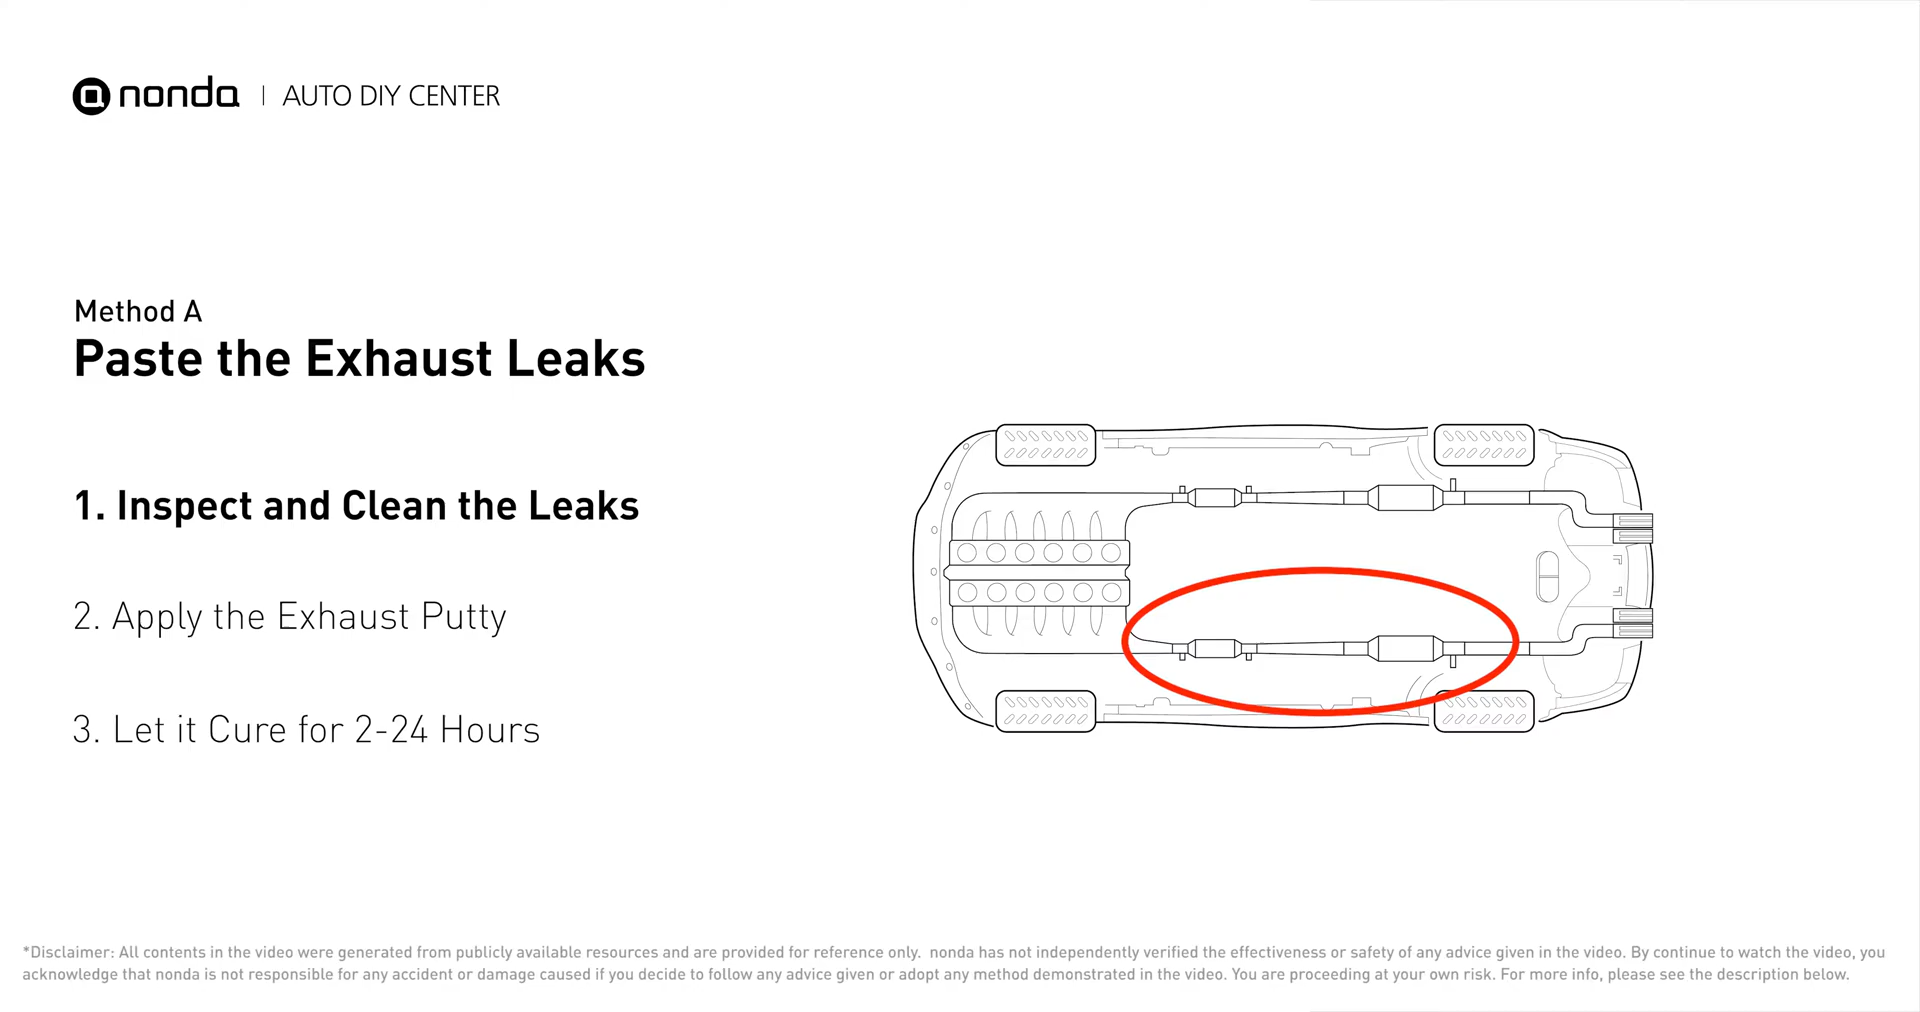 nonda | AUTO DIY CENTER
Method A
Paste the Exhaust Leaks
1. Inspect and Clean the Leaks
2. Apply the Exhaust Putty
3. Let it Cure for 2-24 Hours
*Disclaimer: All contents in the video were generated from publicly available resources and are provided for reference only.  nonda has not independently verified the effectiveness or safety of any advice given in the video. By continue to watch the video, you
acknowledge that nonda is not responsible for any accident or damage caused if you decide to follow any advice given or adopt any method demonstrated in the video. You are proceeding at your own risk. For more info, please see the description below.